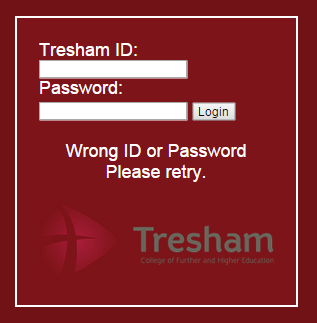 Tresham ID:
Password:
Login
Wrong ID or Password
Please retry.
Tresham
College of Further and Higher Education